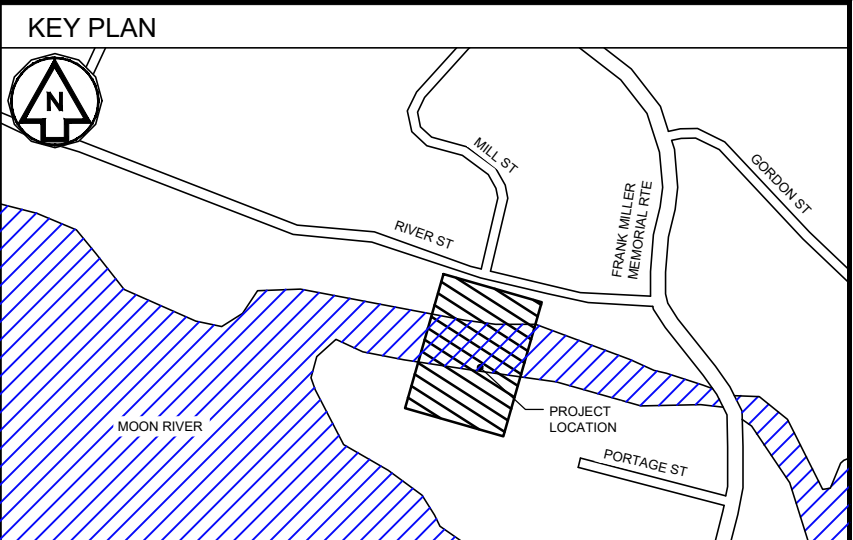 KEY PLAN
N
MILL ST
GORDON ST
FRANK MILLER
MEMORIAL RTE
RIVER ST
PROJECT
LOCATION
MOON RIVER
PORTAGE ST